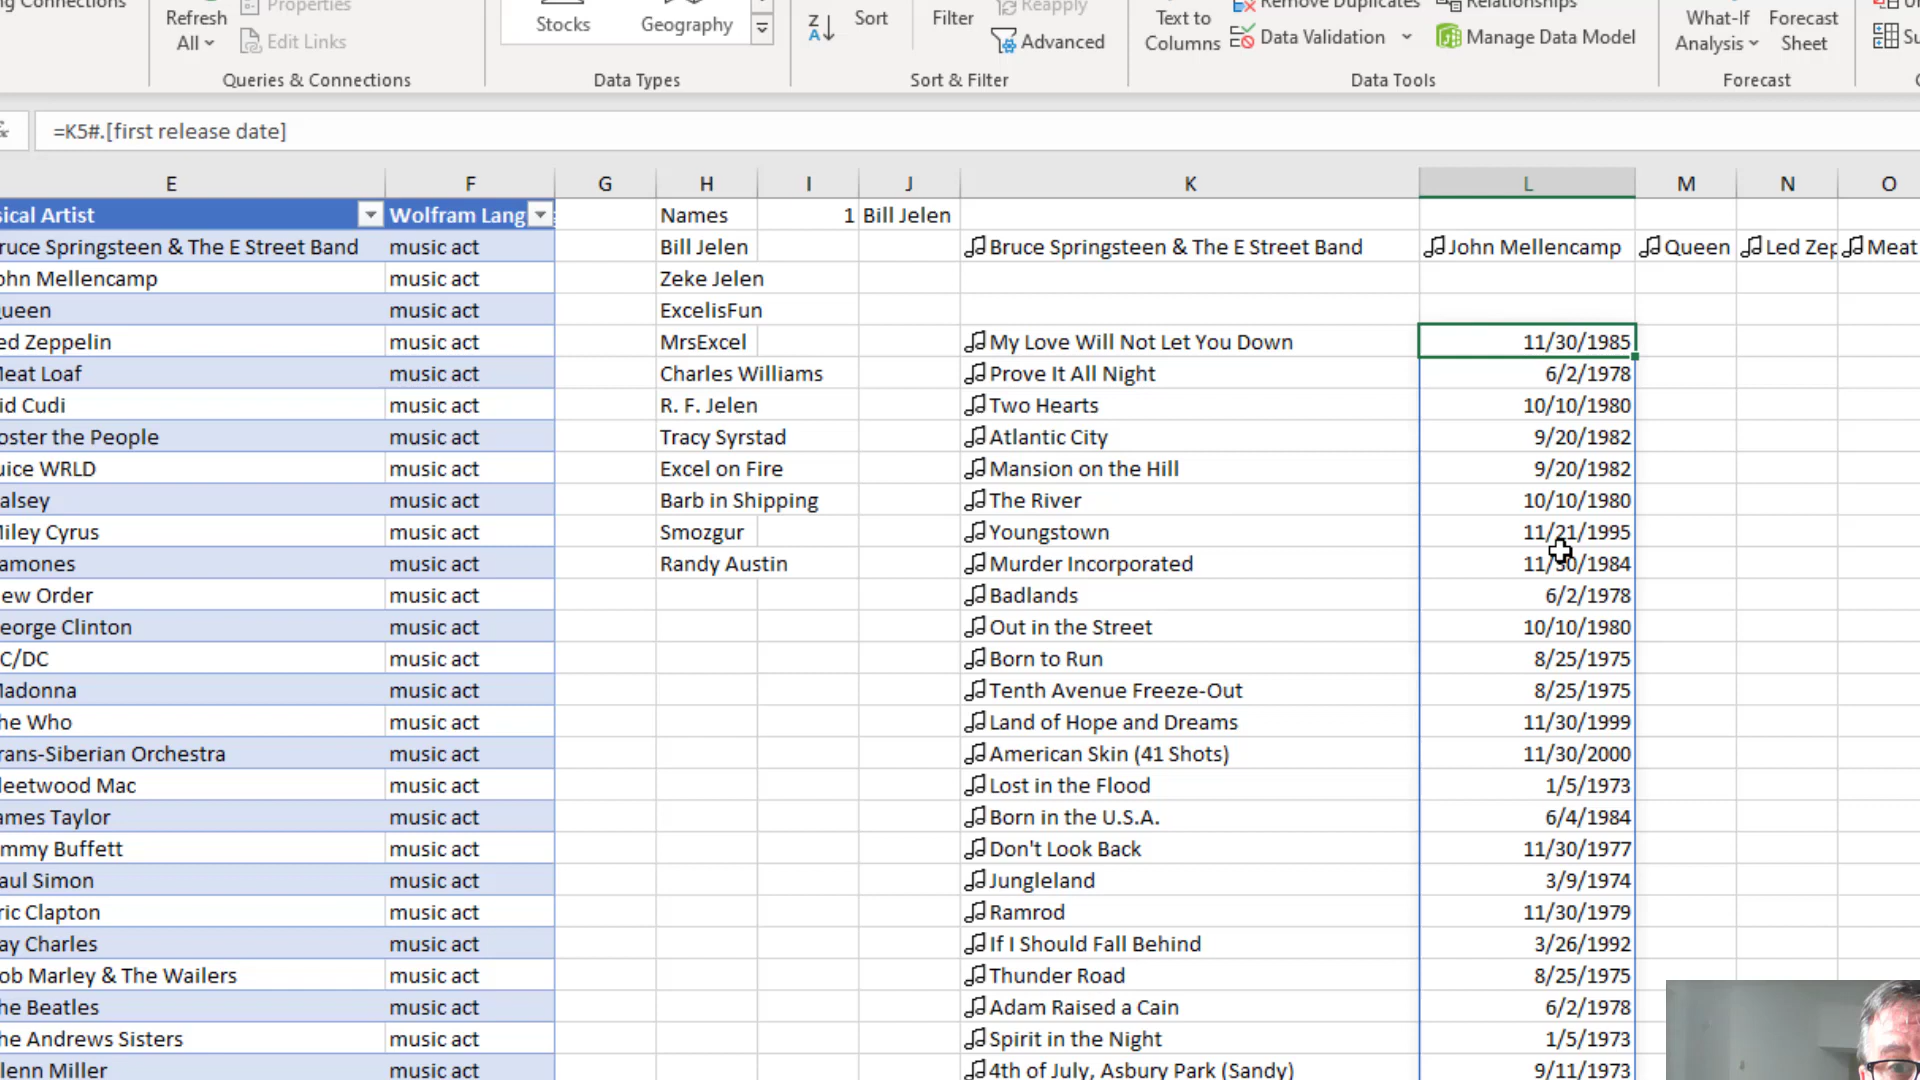 ng Connections
Refresh All
Properties
Edit Links
Queries & Connections
Stocks
Geography
Data Types
Z A
Sort
Filter
Reapply
Advanced
Sort & Filter
Text to Columns
Remove Duplicates
Data Validation
Relationships
Manage Data Model
Data Tools
What-If Analysis
Forecast Sheet
Su
Forecast
=K5#.[first release date]
E F G H I J K L M N O
sical Artist Wolfram Lang Names 1 Bill Jelen
ruce Springsteen & The E Street Band music act Bill Jelen Bruce Springsteen & The E Street Band John Mellencamp Queen Led Zep Meat
ohn Mellencamp music act Zeke Jelen
ueen music act ExcelisFun
ed Zeppelin music act MrsExcel My Love Will Not Let You Down 11/30/1985
Meat Loaf music act Charles Williams Prove It All Night 6/2/1978
id Cudi music act R. F. Jelen Two Hearts 10/10/1980
oster the People music act Tracy Syrstad Atlantic City 9/20/1982
uice WRLD music act Excel on Fire Mansion on the Hill 9/20/1982
alsey music act Barb in Shipping The River 10/10/1980
Miley Cyrus music act Smozgur Youngstown 11/21/1995
amones music act Randy Austin Murder Incorporated 11/30/1984
ew Order music act Badlands 6/2/1978
eorge Clinton music act Out in the Street 10/10/1980
C/DC music act Born to Run 8/25/1975
Madonna music act Tenth Avenue Freeze-Out 8/25/1975
he Who music act Land of Hope and Dreams 11/30/1999
rans-Siberian Orchestra music act American Skin (41 Shots) 11/30/2000
leetwood Mac music act Lost in the Flood 1/5/1973
ames Taylor music act Born in the U.S.A. 6/4/1984
mmy Buffett music act Don't Look Back 11/30/1977
aul Simon music act Jungleland 3/9/1974
ric Clapton music act Ramrod 11/30/1979
ay Charles music act If I Should Fall Behind 3/26/1992
ob Marley & The Wailers music act Thunder Road 8/25/1975
he Beatles music act Adam Raised a Cain 6/2/1978
he Andrews Sisters music act Spirit in the Night 1/5/1973
lenn Miller music act 4th of July, Asbury Park (Sandy) 9/11/1973